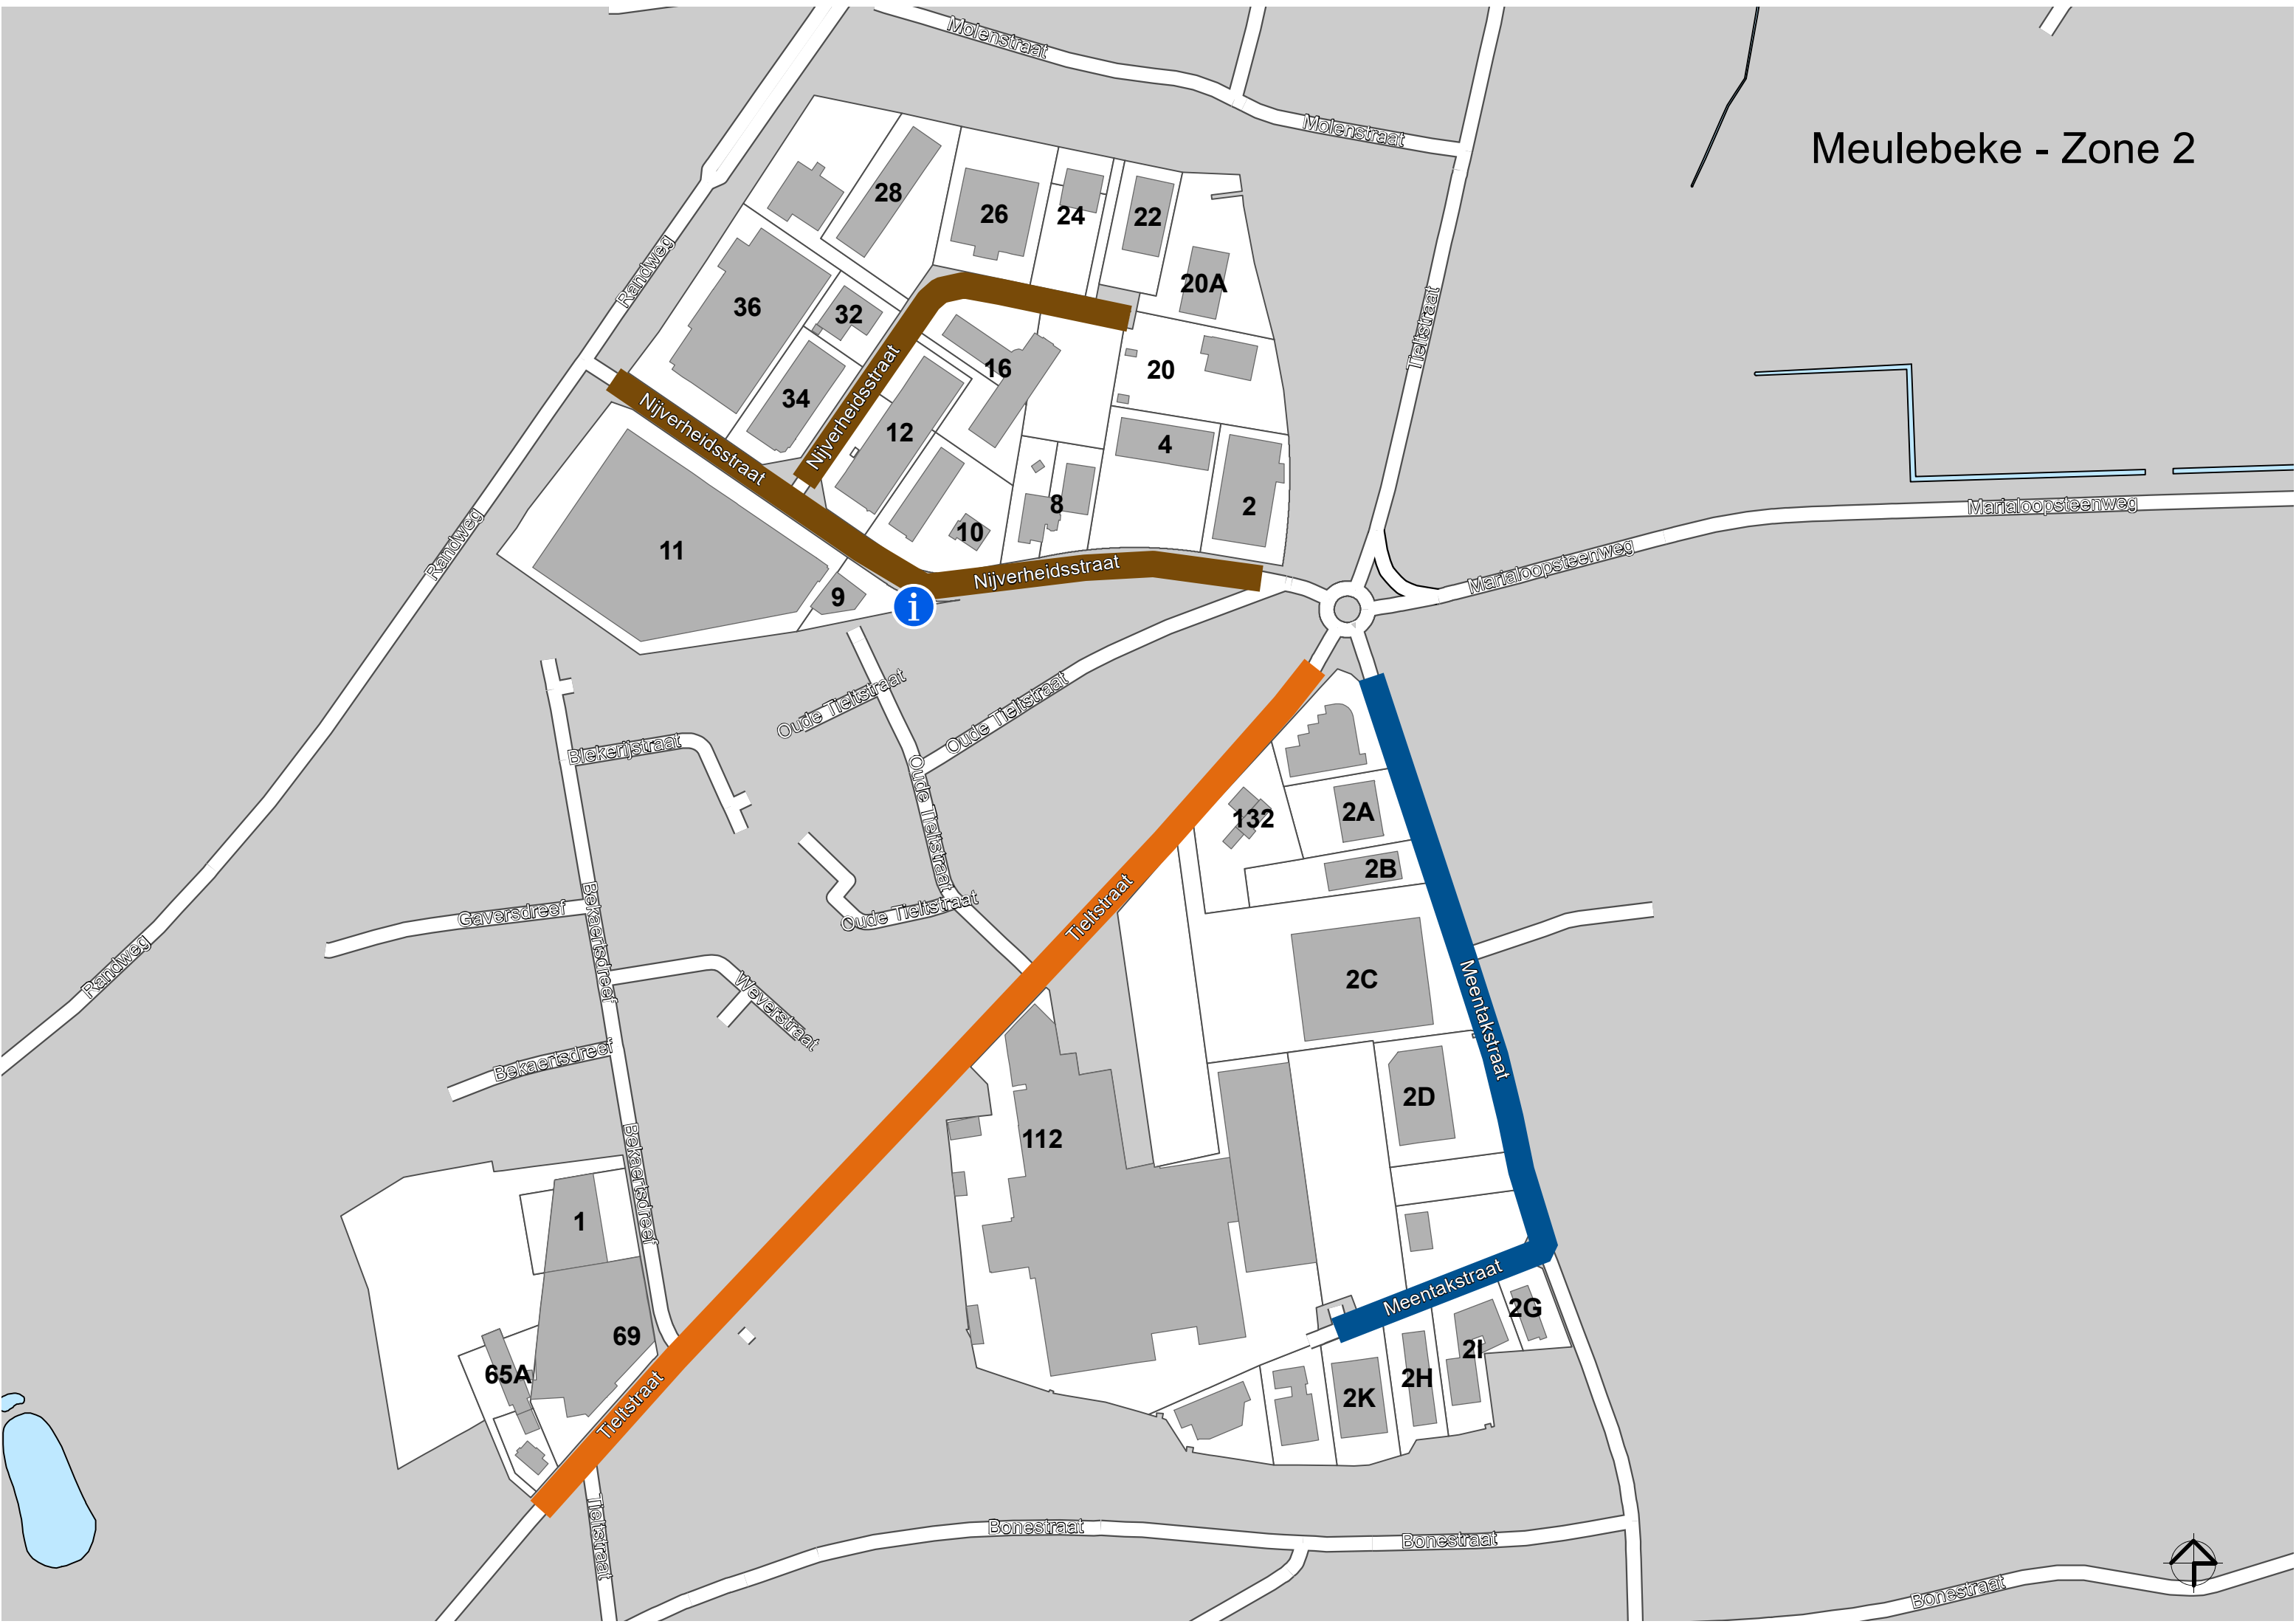 Molenstraat
Molenstraat
Meulebeke - Zone 2
28
26
24
22
20A
Randweg
36
32
Tieltstraat
16
20
34
Nijverheidsstraat
Nijverheidsstraat
12
4
2
8
10
11
Randweg
Marialoopsteenweg
Marialoopsteenweg
Nijverheidsstraat
9
i
Oude Tieltstraat
Oude Tieltstraat
Blekerijstraat
Oude Tieltstraat
132
2A
2B
Tieltstraat
Gaversdreef
Bekaertsdreef
Oude Tieltstraat
Randweg
2C
Weverstraat
Meentakstraat
Bekaertsdreef
2D
112
Bekaertsdreef
1
Meentakstraat
2G
69
2I
65A
2H
2K
Tieltstraat
Tieltstraat
Bonestraat
Bonestraat
Bonestraat